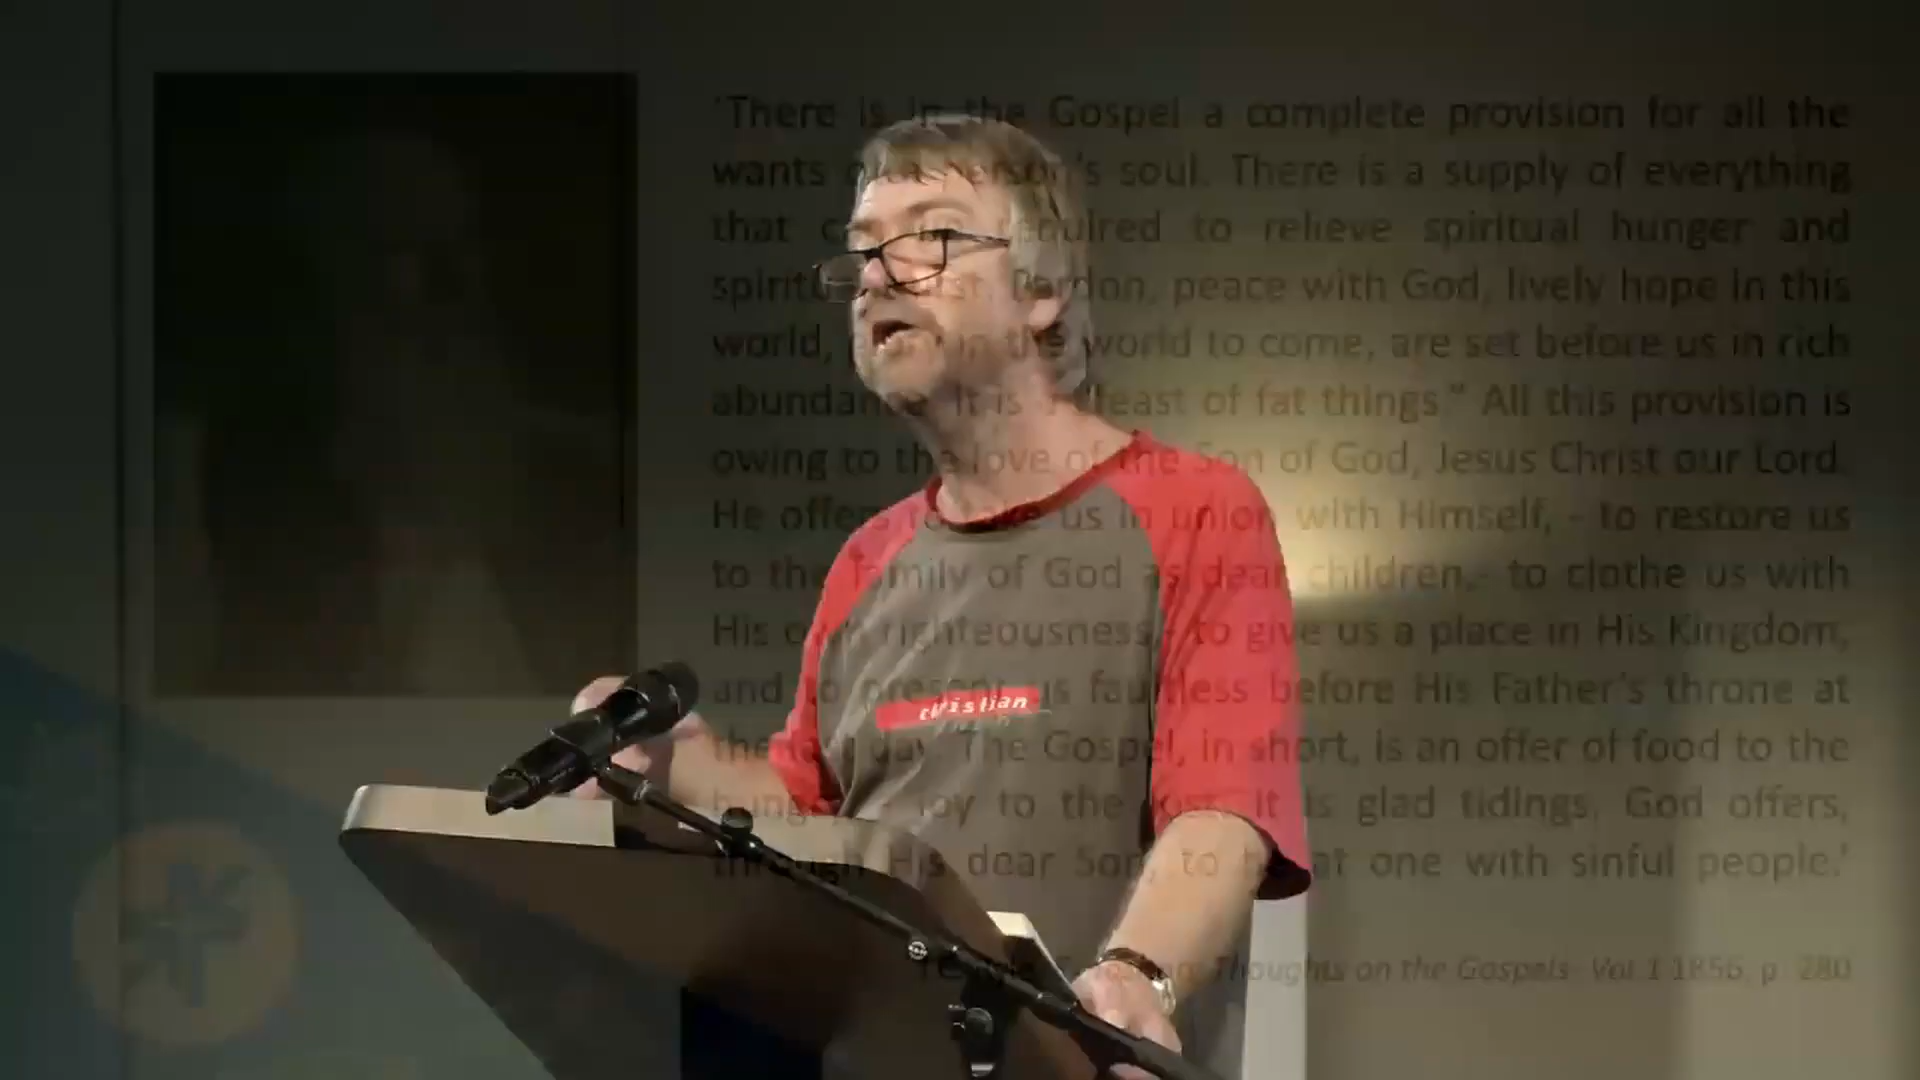 'There is in the Gospel a complete provision for all the
wants of a person's soul. There is a supply of everything
that can be required to relieve spiritual hunger and
spiritual thirst. Pardon, peace with God, lively hope in this
world, in the world to come, are set before us in rich
abundance. It is "a feast of fat things." All this provision is
owing to the love of the Son of God, Jesus Christ our Lord.
He offers to take us in union with Himself, - to restore us
to the family of God as dear children, - to clothe us with
His own righteousness, - to give us a place in His Kingdom,
and to present us faultless before His Father's throne at
the last day. The Gospel, in short, is an offer of food to the
hungry, joy to the lost. It is glad tidings. God offers,
through His dear Son, to be at one with sinful people.'
Thoughts on the Gospels Vol 1 1856, p. 280
christian